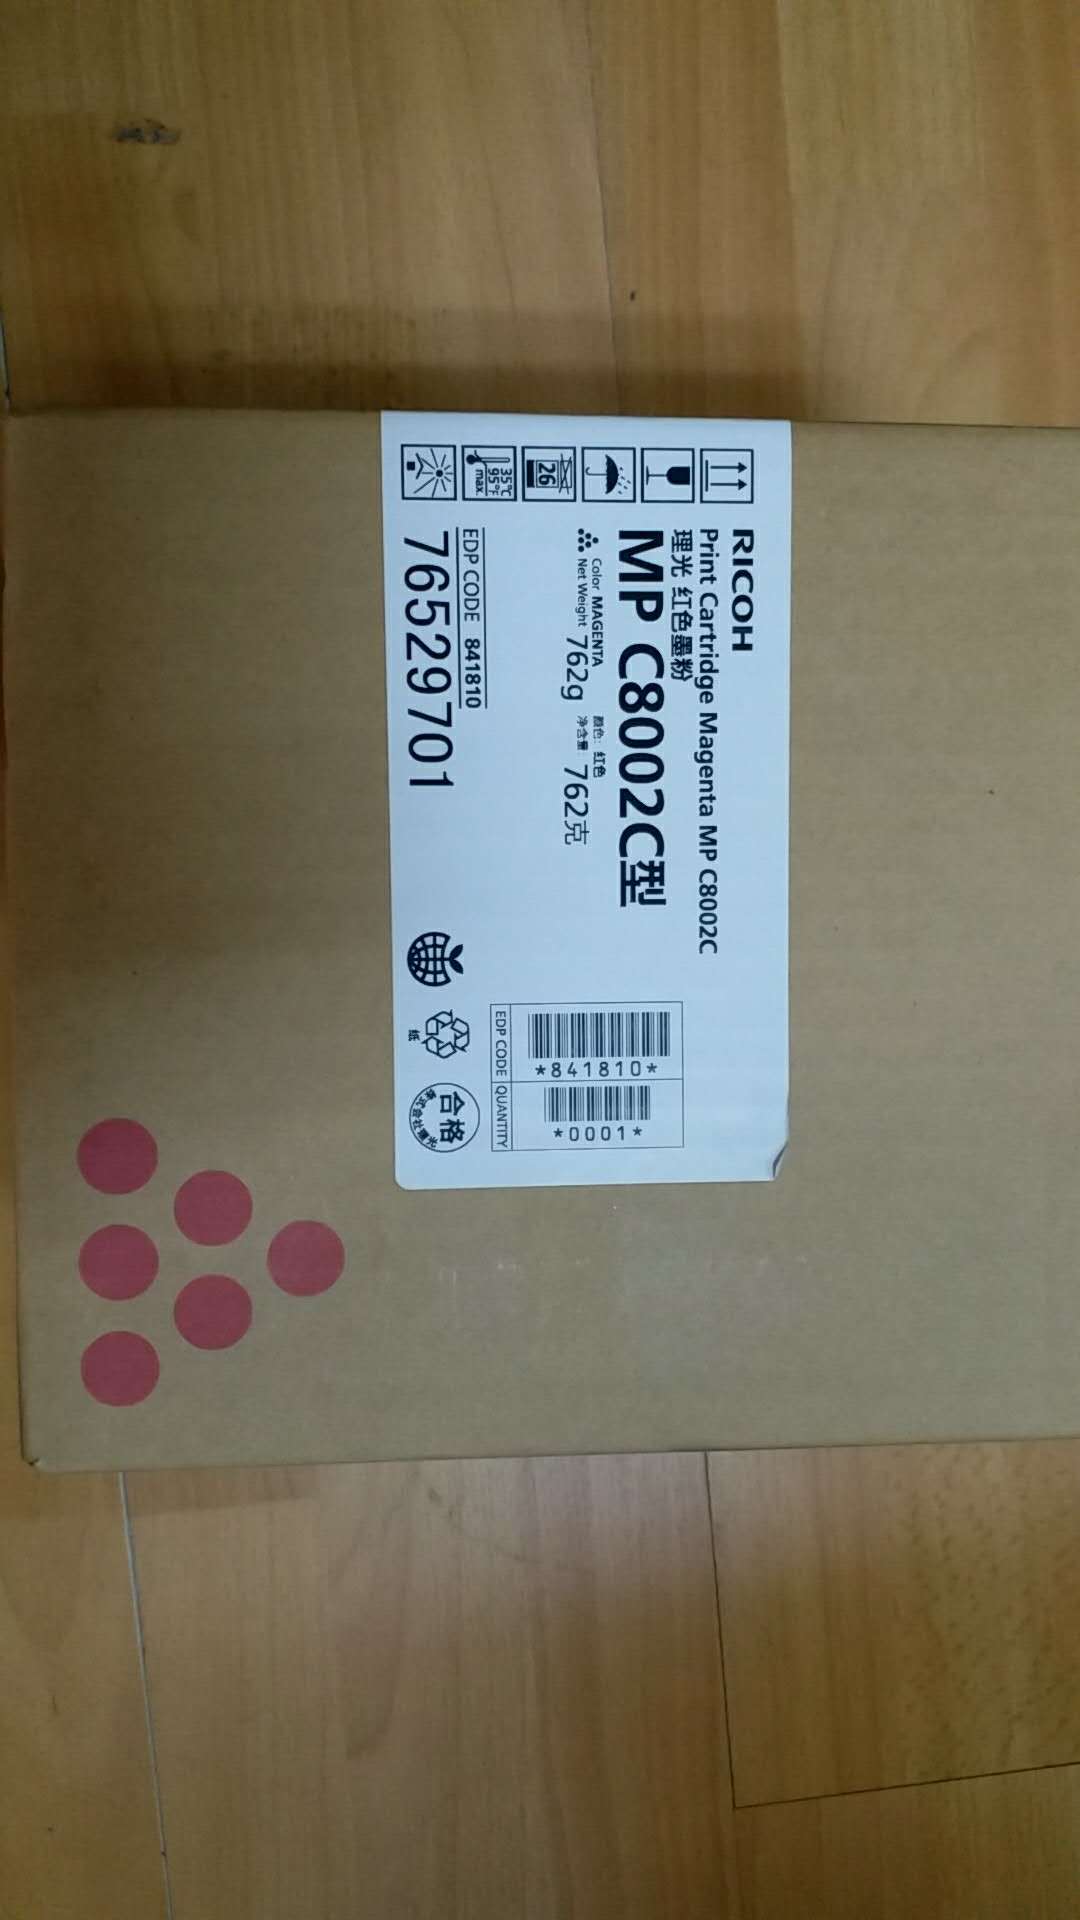 RICOH
Print Cartridge Magenta MP C8002C
理光 红色墨粉
MP C8002C型
Color MAGENTA 颜色: 红色
Net Weight 762g 净含量 762克
EDP CODE 841810
76529701
26
35℃
95°F
max.
EDP CODE
*841810*
QUANTITY
*0001*
纸
合格